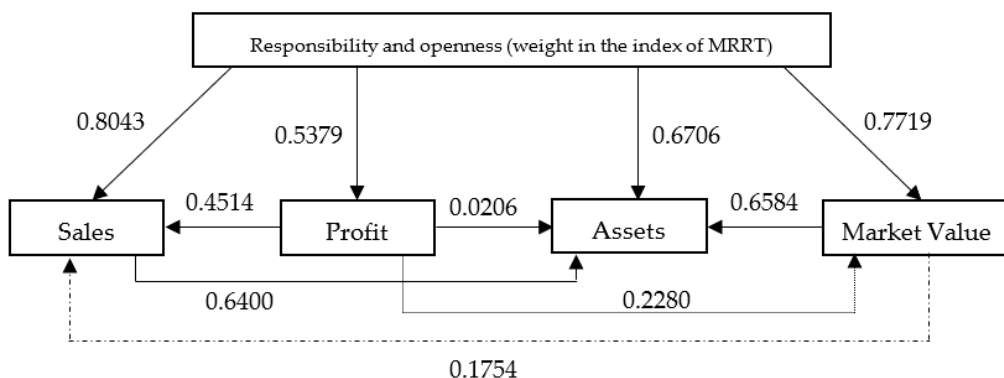 Responsibility and openness (weight in the index of MRRT)
0.8043
0.5379
0.6706
0.7719
Sales
0.4514
Profit
0.0206
Assets
0.6584
Market Value
0.6400
0.2280
0.1754